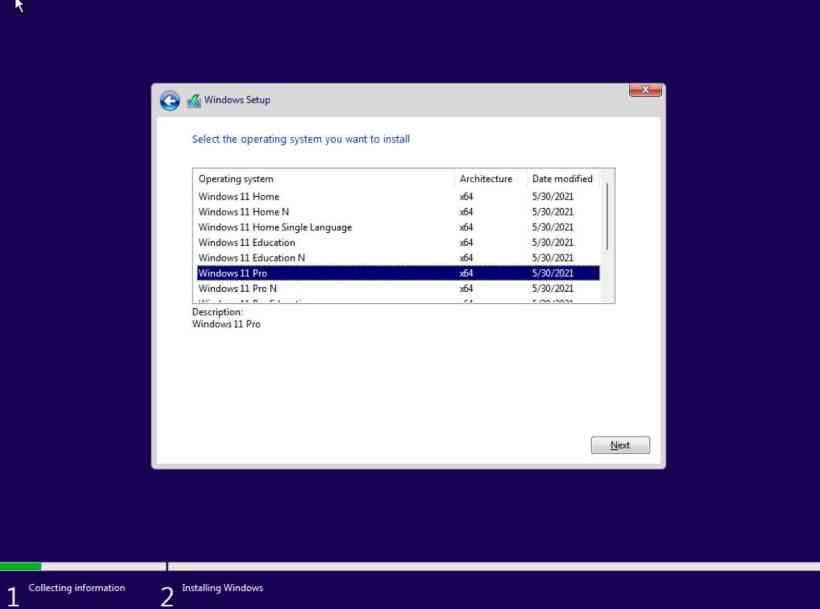 Windows Setup
Select the operating system you want to install
Operating system Architecture Date modified
Windows 11 Home x64 5/30/2021
Windows 11 Home N x64 5/30/2021
Windows 11 Home Single Language x64 5/30/2021
Windows 11 Education x64 5/30/2021
Windows 11 Education N x64 5/30/2021
Windows 11 Pro x64 5/30/2021
Windows 11 Pro N x64 5/30/2021
Description:
Windows 11 Pro
Next
1 Collecting information 2 Installing Windows